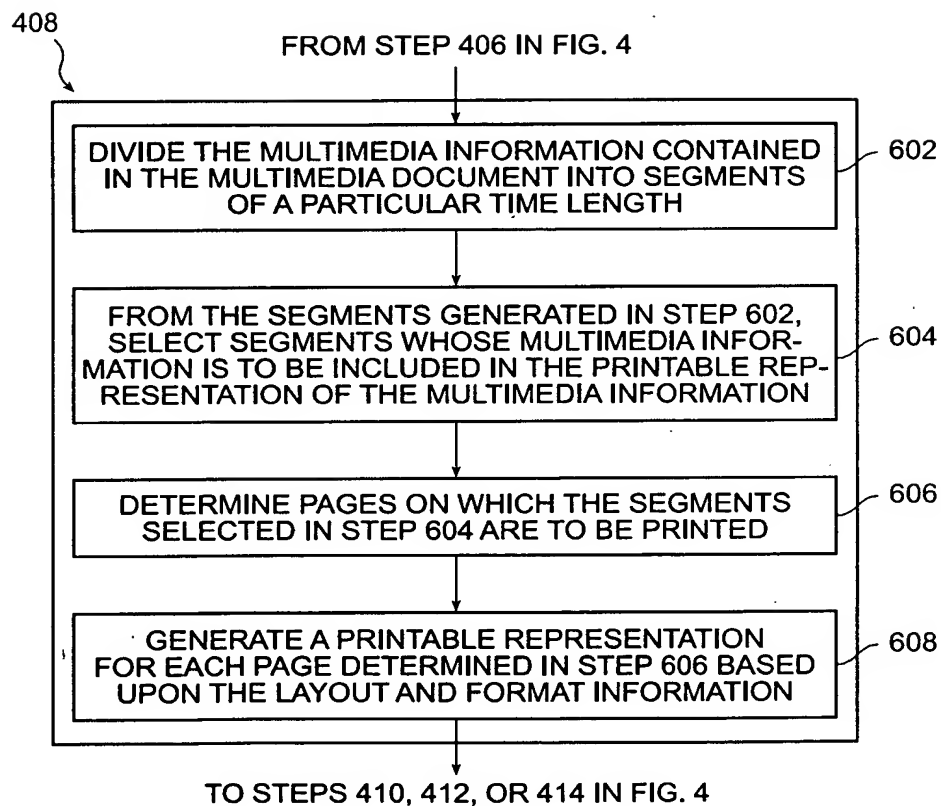 408
FROM STEP 406 IN FIG. 4
DIVIDE THE MULTIMEDIA INFORMATION CONTAINED
IN THE MULTIMEDIA DOCUMENT INTO SEGMENTS
OF A PARTICULAR TIME LENGTH
602
FROM THE SEGMENTS GENERATED IN STEP 602,
SELECT SEGMENTS WHOSE MULTIMEDIA INFOR-
MATION IS TO BE INCLUDED IN THE PRINTABLE REP-
RESENTATION OF THE MULTIMEDIA INFORMATION
604
DETERMINE PAGES ON WHICH THE SEGMENTS
SELECTED IN STEP 604 ARE TO BE PRINTED
606
GENERATE A PRINTABLE REPRESENTATION
FOR EACH PAGE DETERMINED IN STEP 606 BASED
UPON THE LAYOUT AND FORMAT INFORMATION
608
TO STEPS 410, 412, OR 414 IN FIG. 4